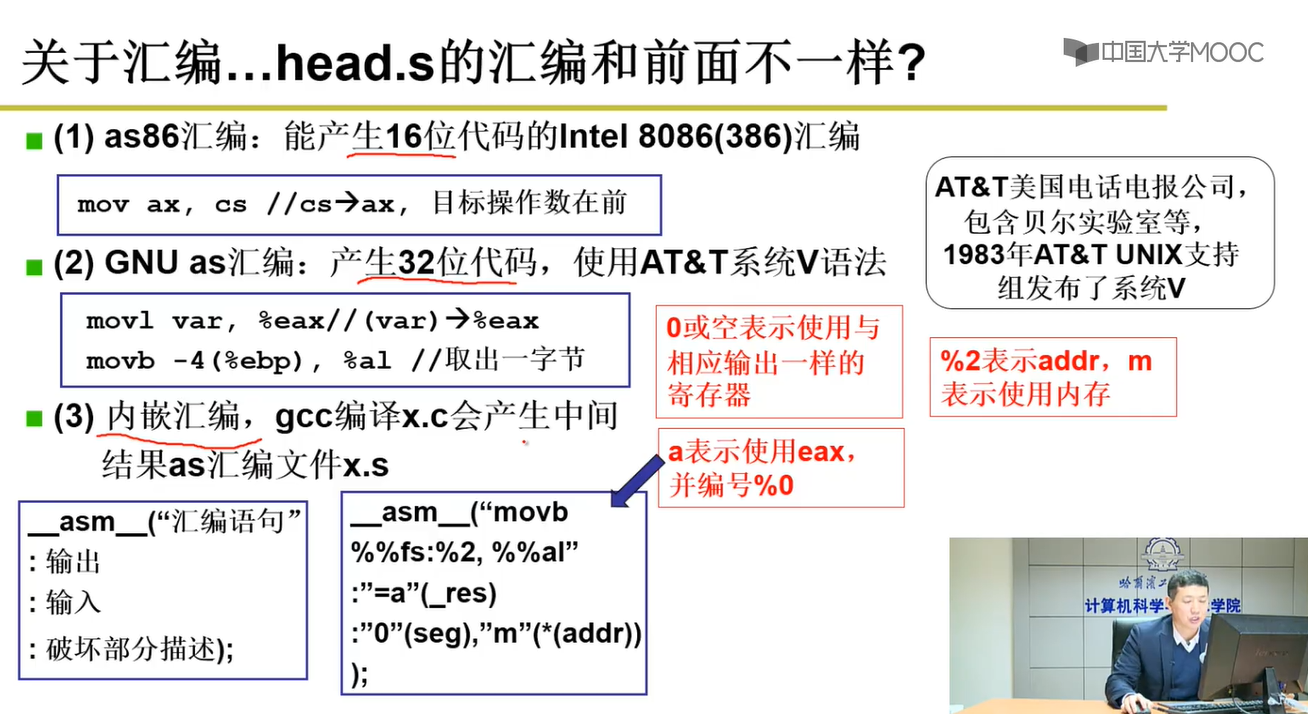 关于汇编...head.s的汇编和前面不一样?
中国大学MOOC
(1) as86汇编：能产生16位代码的Intel 8086(386)汇编
mov ax, cs //cs→ax, 目标操作数在前
AT&T美国电话电报公司，
包含贝尔实验室等，
1983年AT&T UNIX支持
组发布了系统V
(2) GNU as汇编：产生32位代码，使用AT&T系统V语法
movl var, %eax//(var)→%eax
movb -4(%ebp), %al //取出一字节
0或空表示使用与
相应输出一样的
寄存器
%2表示addr，m
表示使用内存
(3) 内嵌汇编，gcc编译x.c会产生中间
结果as汇编文件x.s
a表示使用eax，
并编号%0
__asm__(“汇编语句”
: 输出
: 输入
: 破坏部分描述);
__asm__(“movb
%%fs:%2, %%al”
:”=a”(_res)
:”0”(seg),”m”(*(addr))
);
计算机科学
学院